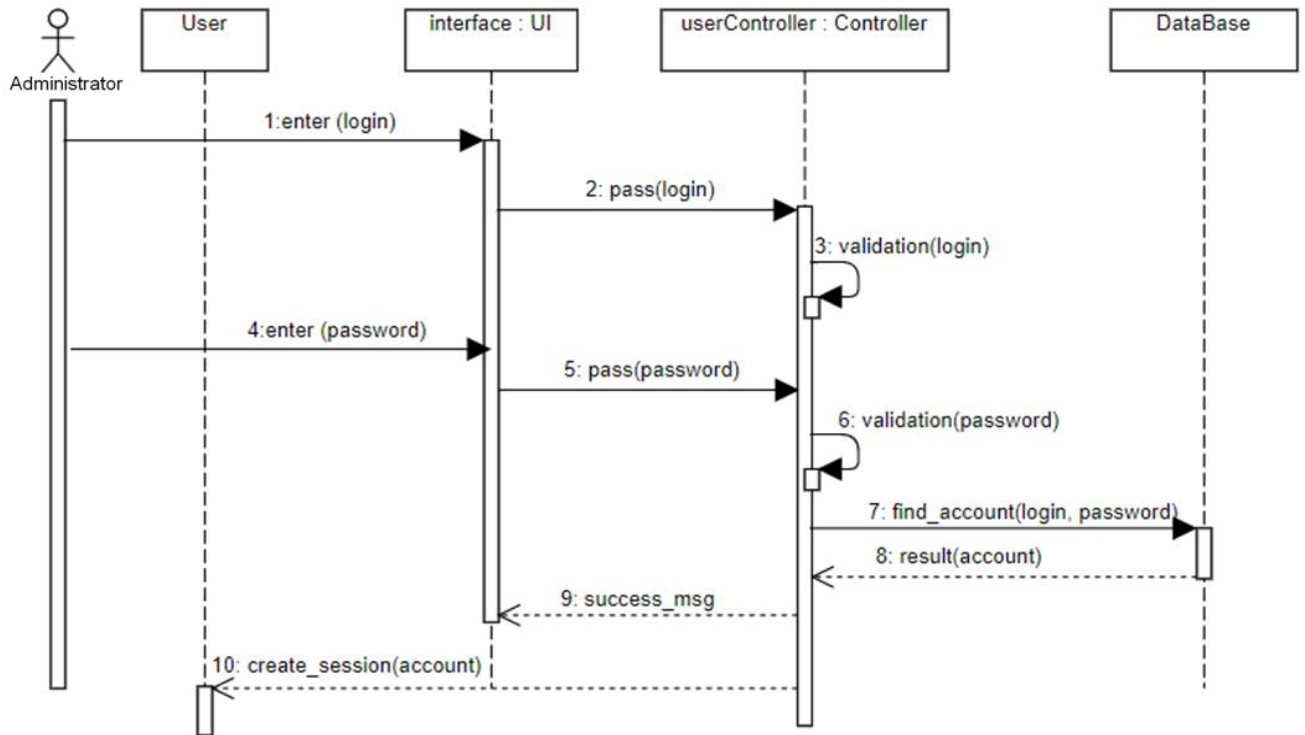 User
interface : UI
userController : Controller
DataBase
Administrator
1:enter (login)
2: pass(login)
3: validation(login)
4:enter (password)
5: pass(password)
6: validation(password)
7: find_account(login, password)
8: result(account)
9: success_msg
10: create_session(account)